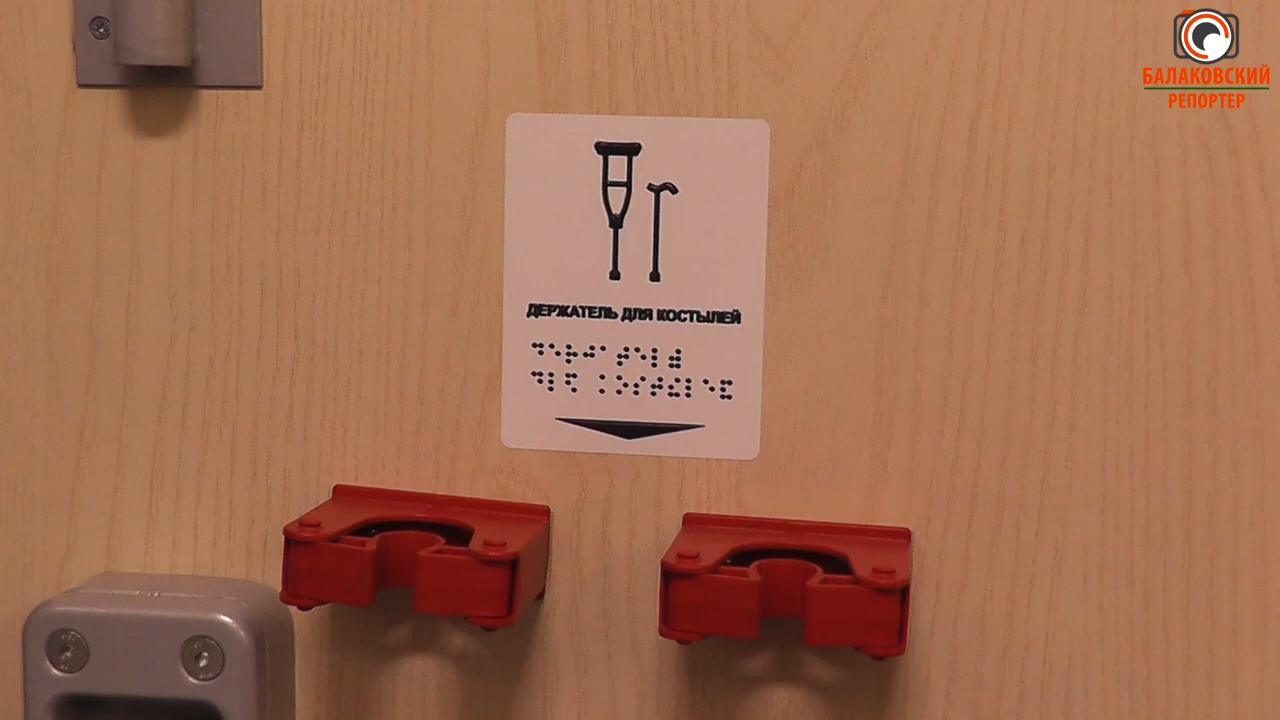 БАЛАКОВСКИЙ
РЕПОРТЕР
ДЕРЖАТЕЛЬ ДЛЯ КОСТЫЛЕЙ